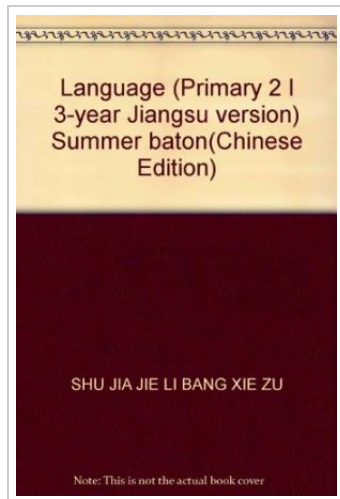 Language (Primary 2 l
3-year Jiangsu version)
Summer baton(Chinese
Edition)
SHU JIA JIE LI BANG XIE ZU
Note: This is not the actual book cover